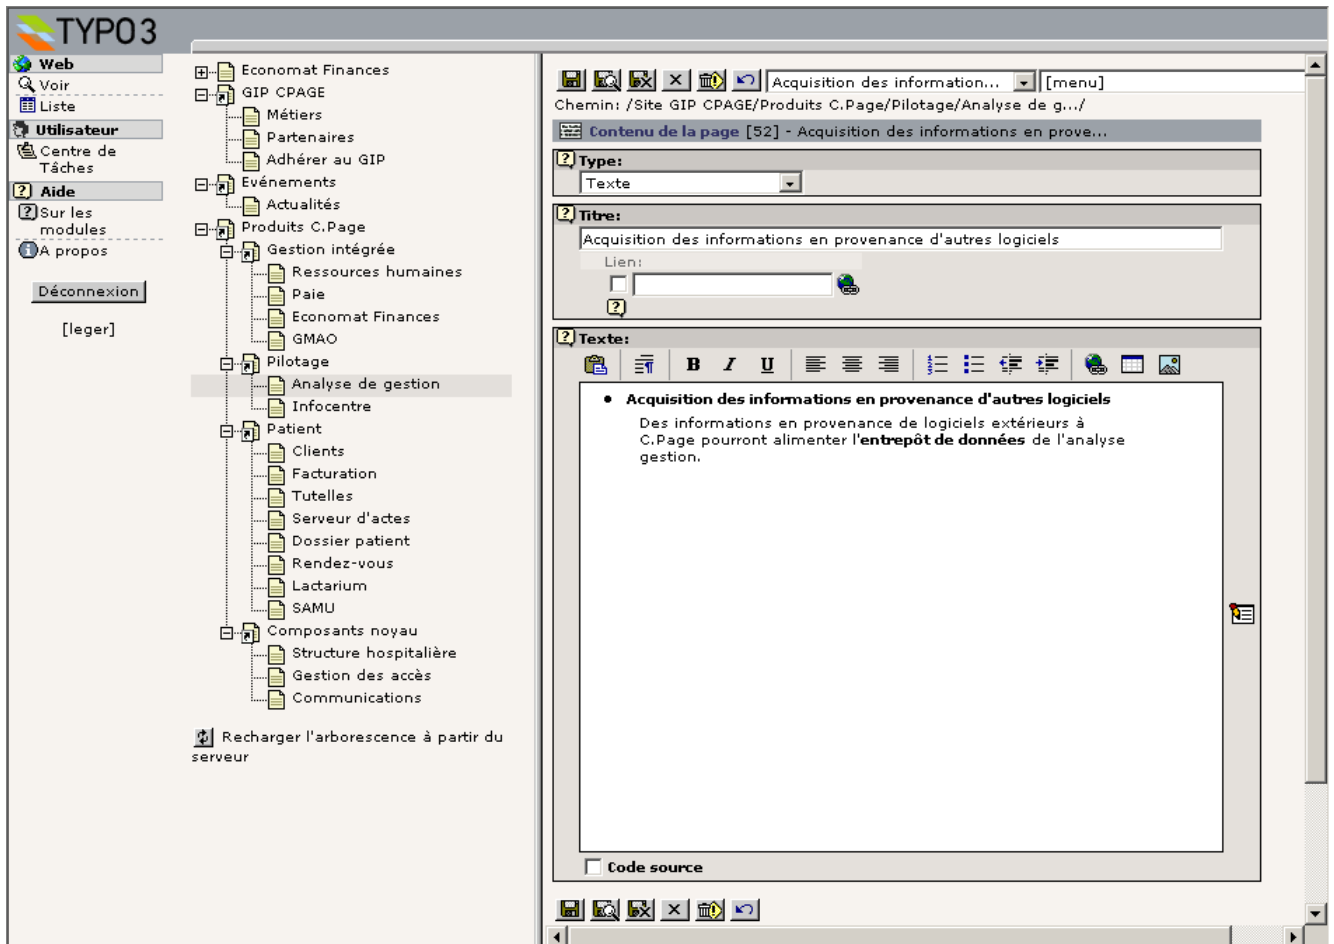 TYPO3
Web
Voir
Liste
Utilisateur
Centre de
Tâches
Aide
Sur les
modules
A propos
Déconnexion
[leger]
Economat Finances
GIP CPAGE
Métiers
Partenaires
Adhérer au GIP
Evénements
Actualités
Produits C.Page
Gestion intégrée
Ressources humaines
Paie
Economat Finances
GMAO
Pilotage
Analyse de gestion
Infocentre
Patient
Clients
Facturation
Tutelles
Serveur d'actes
Dossier patient
Rendez-vous
Lactarium
SAMU
Composants noyau
Structure hospitalière
Gestion des accès
Communications
Recharger l'arborescence à partir du
serveur
Acquisition des information... [menu]
Chemin: /Site GIP CPAGE/Produits C.Page/Pilotage/Analyse de g.../
Contenu de la page [52] - Acquisition des informations en prove...
Type:
Texte
Titre:
Acquisition des informations en provenance d'autres logiciels
Lien:
Texte:
B I U
• Acquisition des informations en provenance d'autres logiciels
Des informations en provenance de logiciels extérieurs à
C.Page pourront alimenter l'entrepôt de données de l'analyse
gestion.
Code source